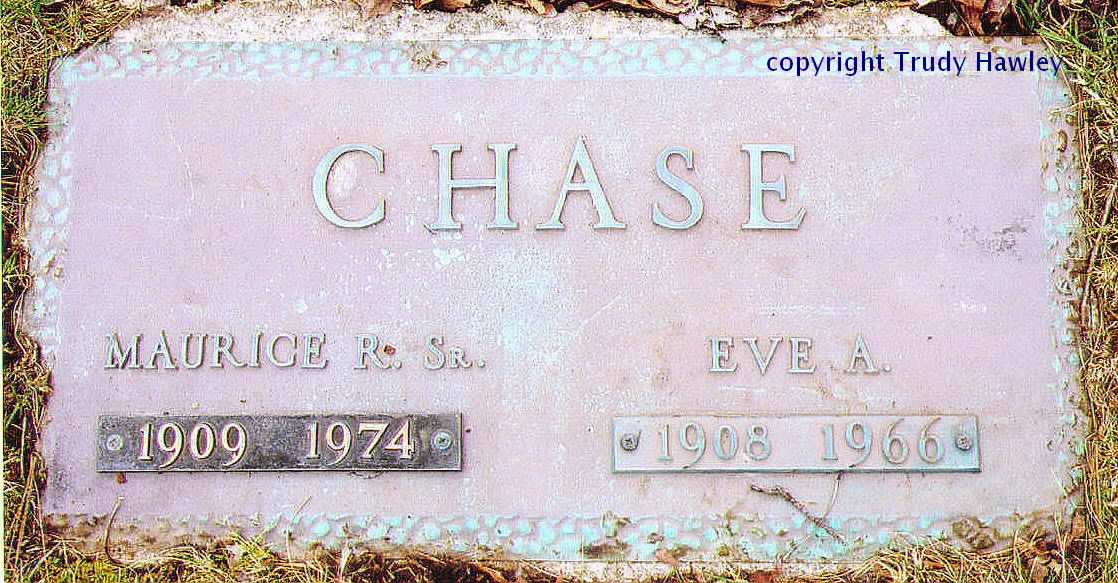 copyright Trudy Hawley
CHASE
MAURICE R. SR. EVE A.
1909 1974 1908 1966